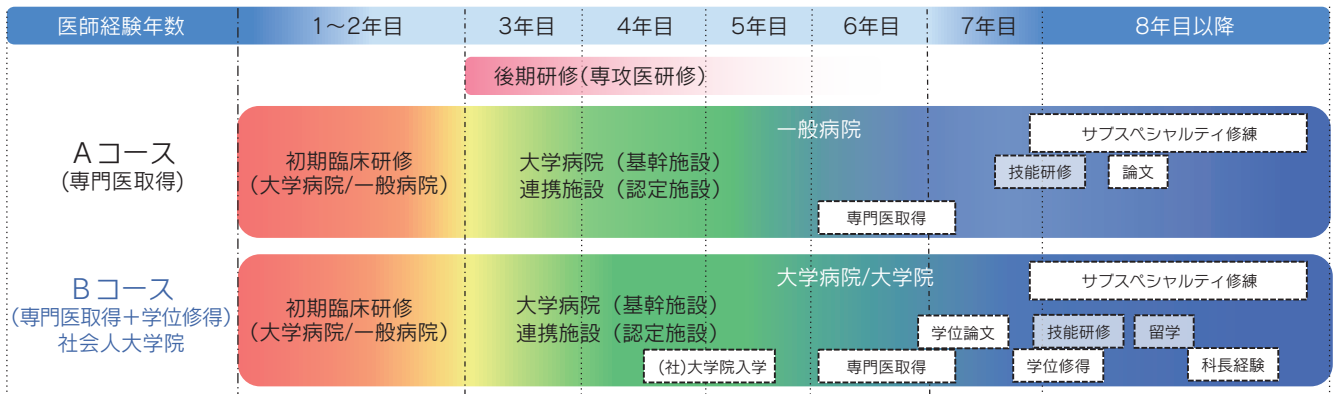 医師経験年数
1～2年目
3年目
4年目
5年目
6年目
7年目
8年目以降
後期研修(専攻医研修)
Aコース
(専門医取得)
初期臨床研修
(大学病院/一般病院)
大学病院（基幹施設）
連携施設（認定施設）
一般病院
専門医取得
サブスペシャルティ修練
技能研修
論文
Bコース
(専門医取得＋学位修得)
社会人大学院
初期臨床研修
(大学病院/一般病院)
大学病院（基幹施設）
連携施設（認定施設）
大学病院/大学院
(社)大学院入学
専門医取得
学位論文
サブスペシャルティ修練
技能研修
留学
学位修得
科長経験